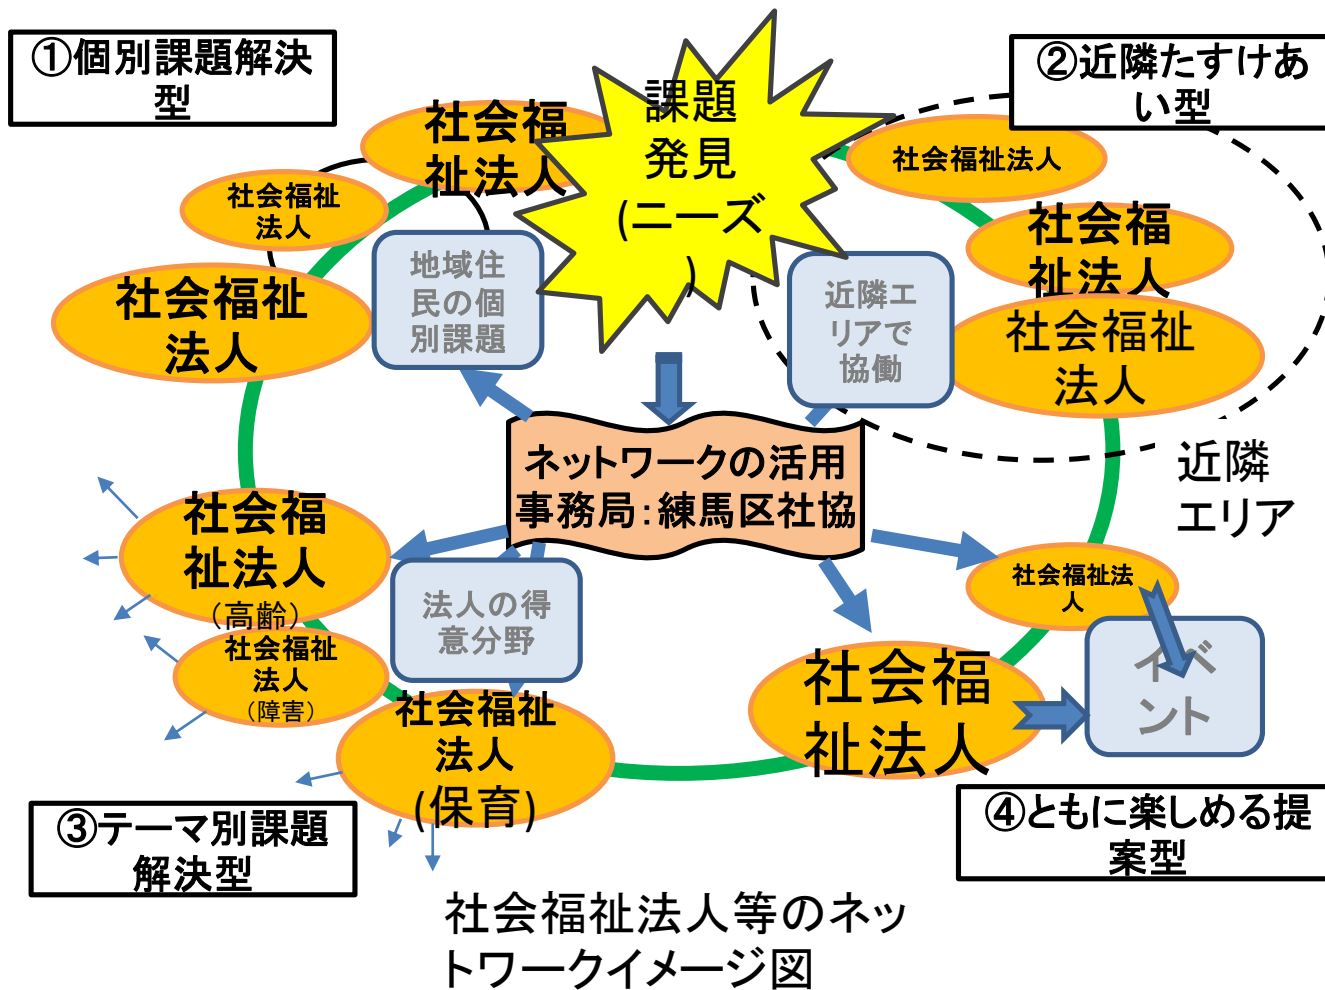 ①個別課題解決
型
課題
発見
(ニーズ
)
②近隣たすけあ
い型
社会福
祉法人
社会福祉
法人
社会福祉
法人
地域住
民の個
別課題
近隣エ
リアで
協働
社会福祉法人
社会福
祉法人
社会福祉
法人
近隣
エリア
ネットワークの活用
事務局:練馬区社協
社会福
祉法人
（高齢）
社会福祉
法人
（障害）
社会福祉
法人
(保育)
法人の得
意分野
社会福祉法
人
社会福
祉法人
イベ
ント
③テーマ別課題
解決型
④ともに楽しめる提
案型
社会福祉法人等のネッ
トワークイメージ図